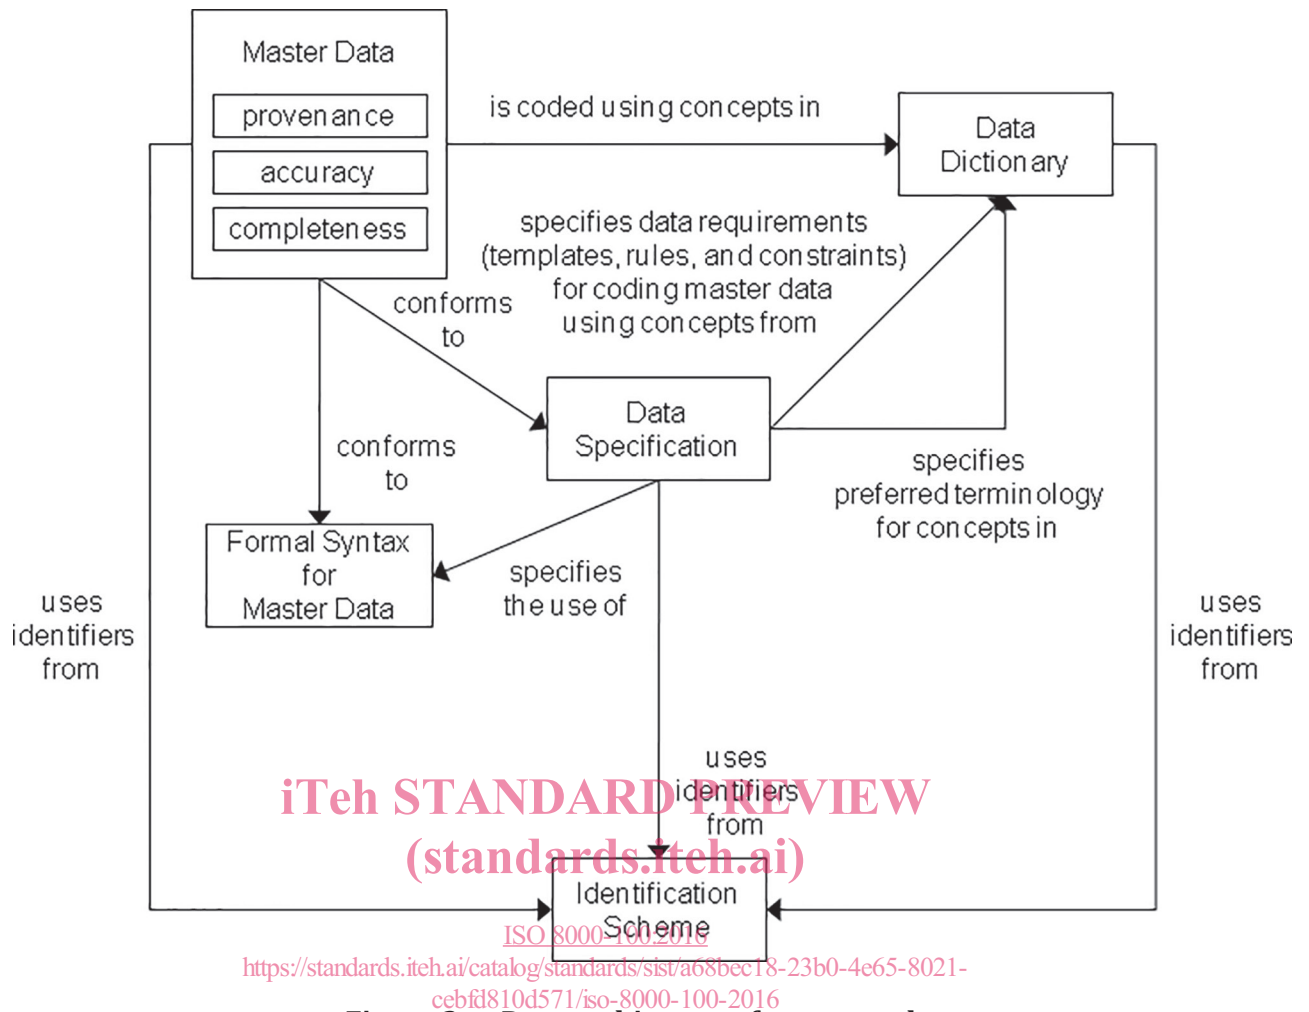 Master Data
provenance
accuracy
completeness
is coded using concepts in
Data
Dictionary
specifies data requirements
(templates, rules, and constraints)
for coding master data
using concepts from
conforms
to
Data
Specification
conforms
to
specifies
preferred terminology
for concepts in
Formal Syntax
for
Master Data
specifies
the use of
uses
identifiers
from
uses
identifiers
from
uses
identifiers
from
iTeh STANDARD PREVIEW
(standards.iteh.ai)
Identification
Scheme
ISO 8000-100:2016
https://standards.iteh.ai/catalog/standards/sist/a68bec18-23b0-4e65-8021-
cebfd810d571/iso-8000-100-2016